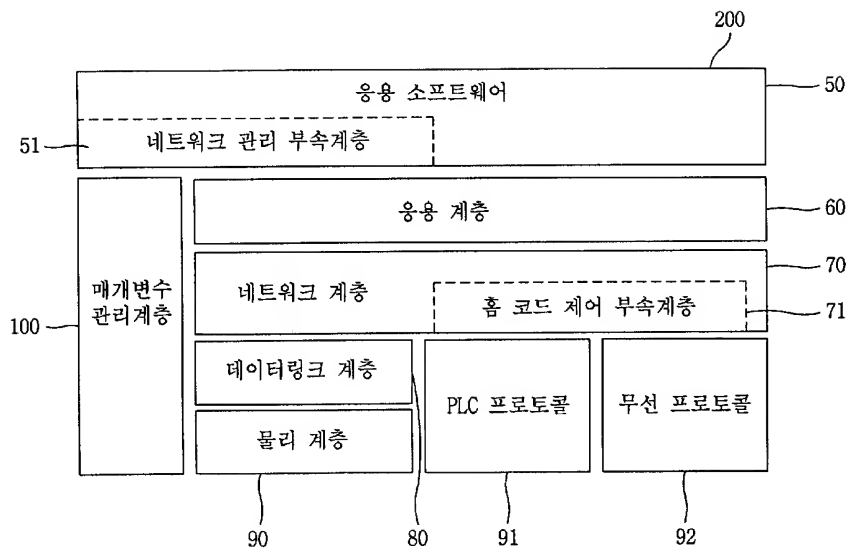 200
응용 소프트웨어
50
51
네트워크 관리 부속계층
응용 계층
60
매개변수
관리계층
100
네트워크 계층
70
홈 코드 제어 부속계층
71
데이터링크 계층
PLC 프로토콜
무선 프로토콜
물리 계층
90
80
91
92